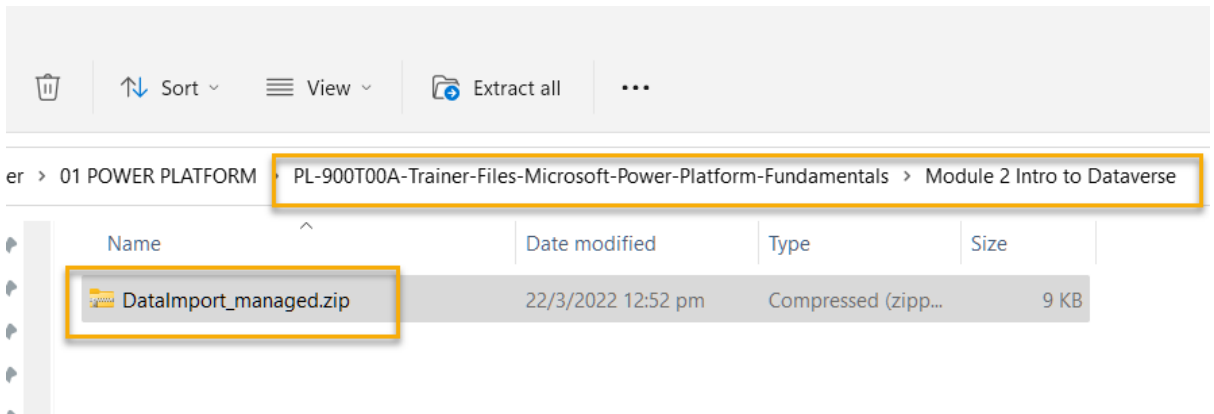 Sort View Extract all
er > 01 POWER PLATFORM > PL-900T00A-Trainer-Files-Microsoft-Power-Platform-Fundamentals > Module 2 Intro to Dataverse
Name Date modified Type Size
DataImport_managed.zip 22/3/2022 12:52 pm Compressed (zipp... 9 KB